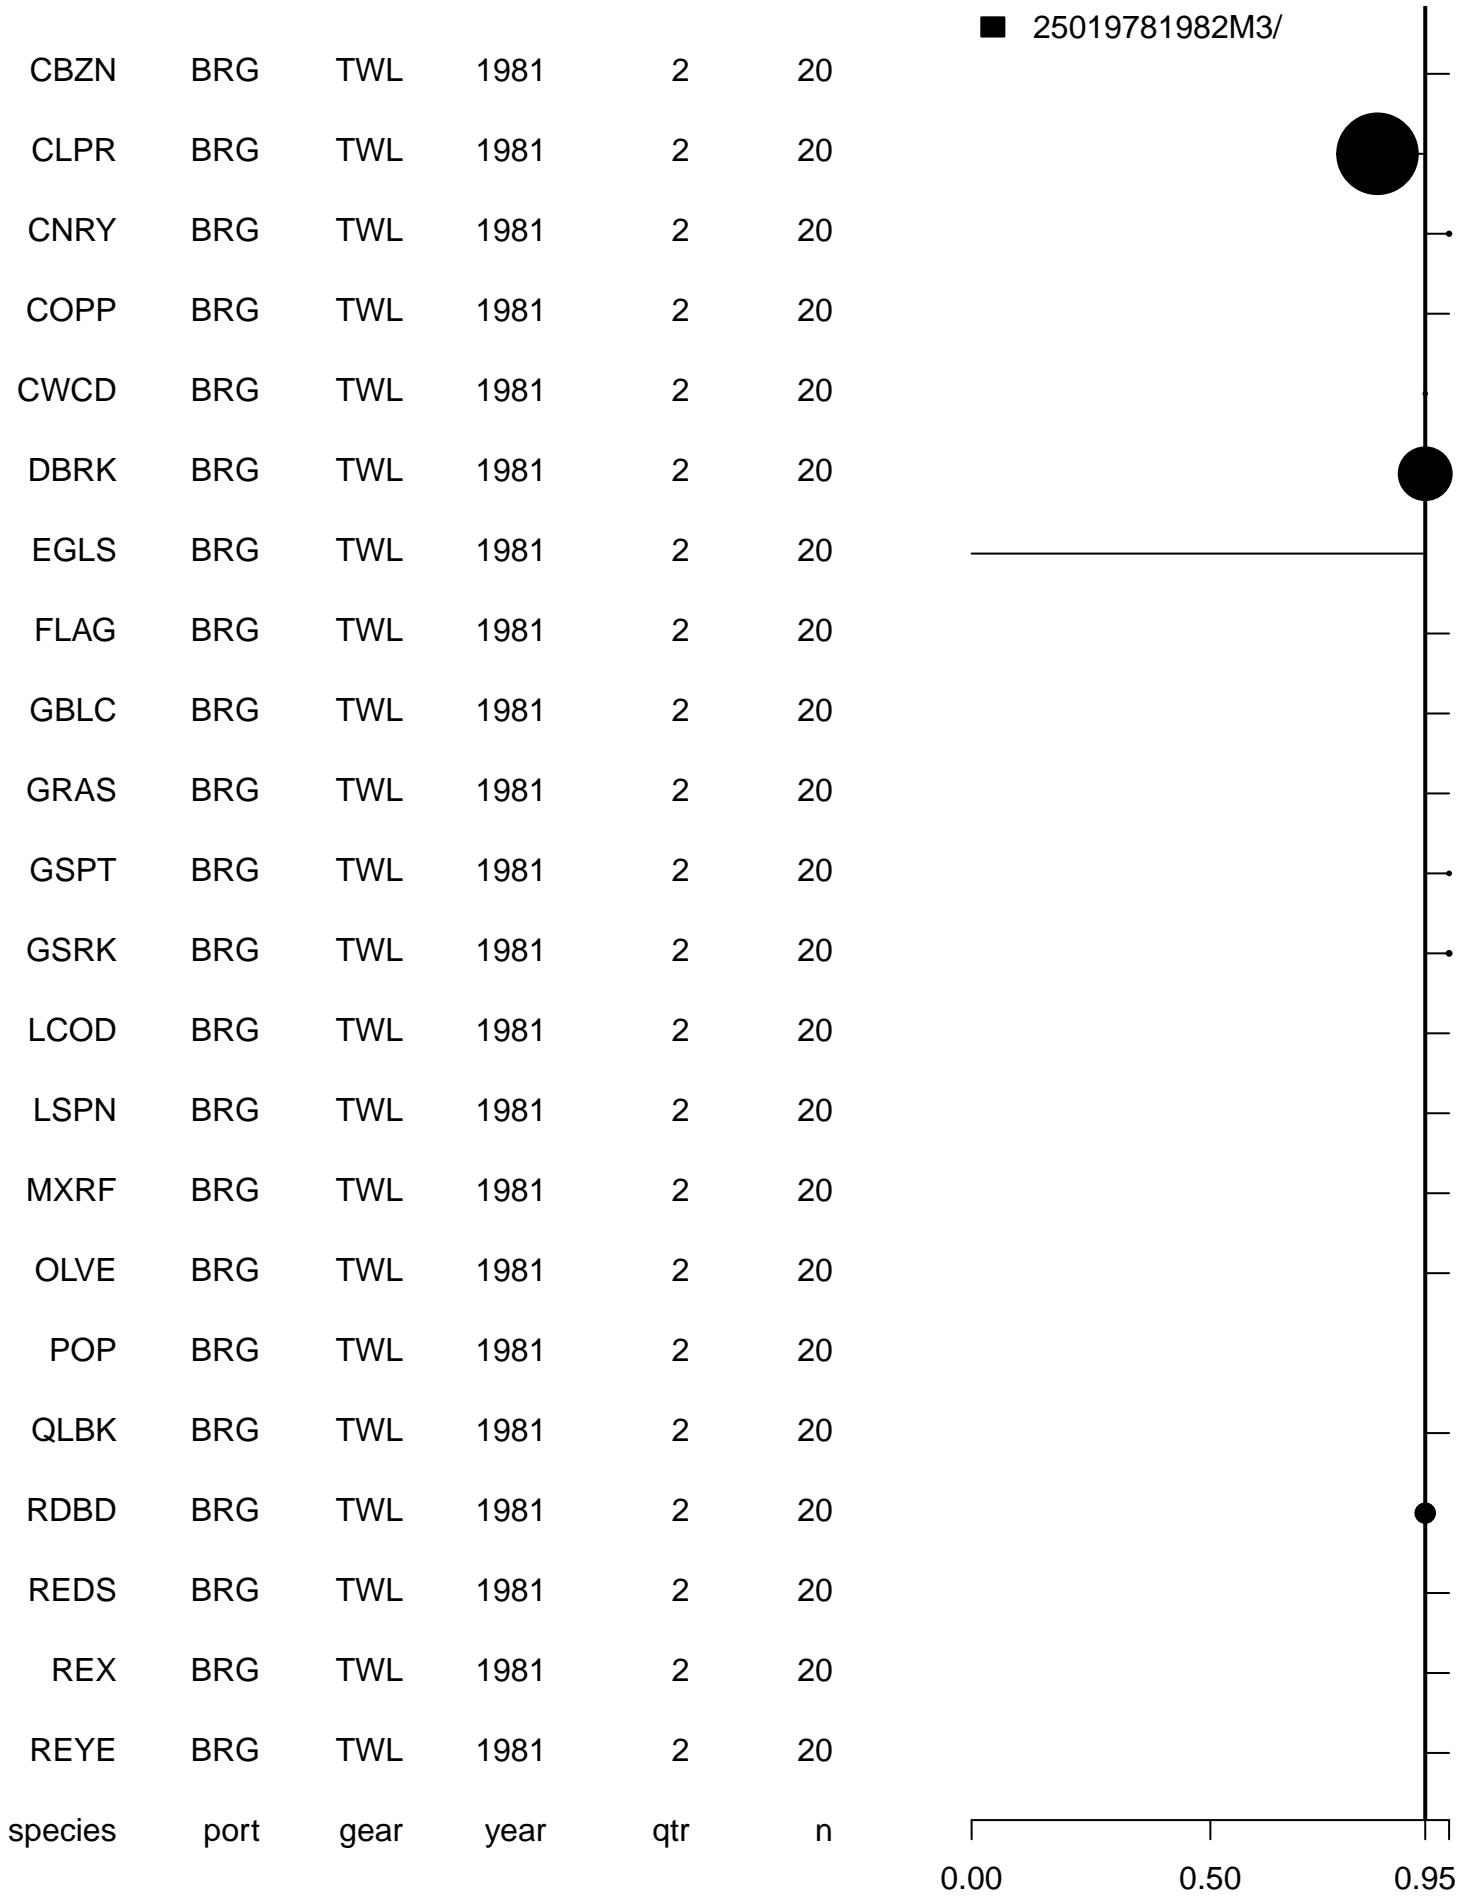 25019781982M3/
CBZN BRG TWL 1981 2 20
CLPR BRG TWL 1981 2 20
CNRY BRG TWL 1981 2 20
COPP BRG TWL 1981 2 20
CWCD BRG TWL 1981 2 20
DBRK BRG TWL 1981 2 20
EGLS BRG TWL 1981 2 20
FLAG BRG TWL 1981 2 20
GBLC BRG TWL 1981 2 20
GRAS BRG TWL 1981 2 20
GSPT BRG TWL 1981 2 20
GSRK BRG TWL 1981 2 20
LCOD BRG TWL 1981 2 20
LSPN BRG TWL 1981 2 20
MXRF BRG TWL 1981 2 20
OLVE BRG TWL 1981 2 20
POP BRG TWL 1981 2 20
QLBK BRG TWL 1981 2 20
RDBD BRG TWL 1981 2 20
REDS BRG TWL 1981 2 20
REX BRG TWL 1981 2 20
REYE BRG TWL 1981 2 20
species port gear year qtr n
0.00 0.50 0.95